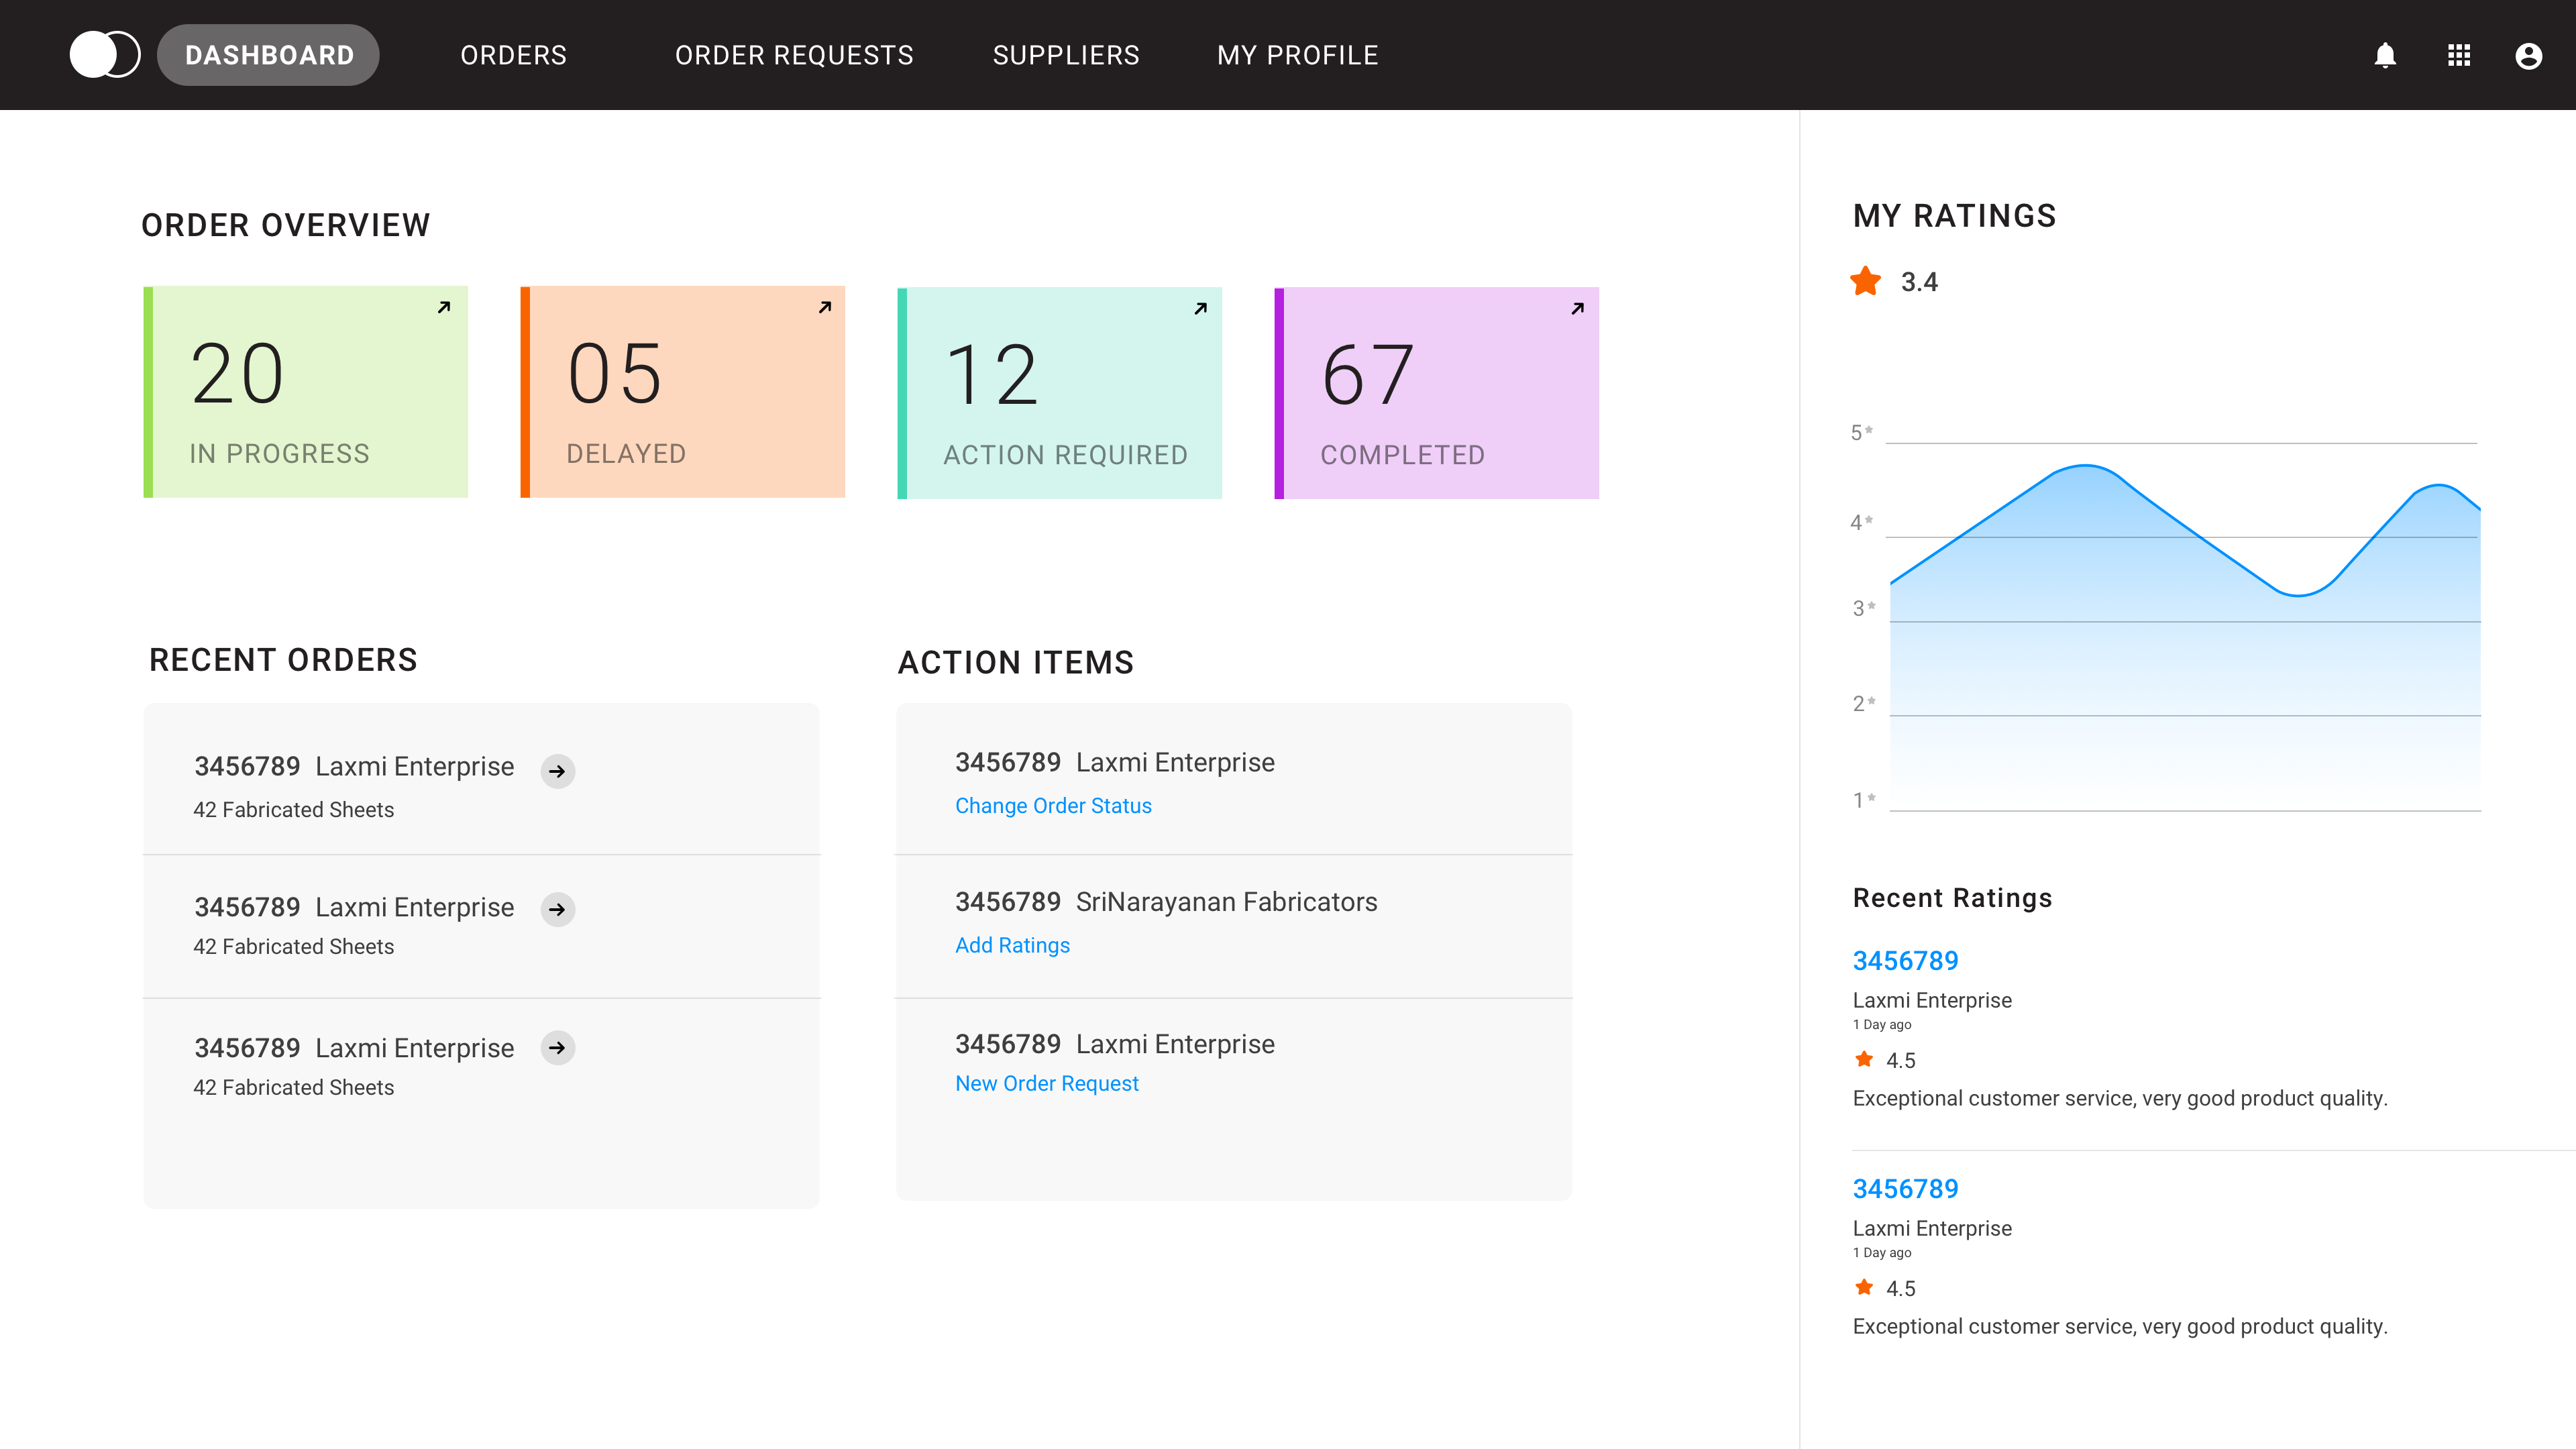 DASHBOARD
ORDERS
ORDER REQUESTS
SUPPLIERS
MY PROFILE
ORDER OVERVIEW
20
IN PROGRESS
05
DELAYED
12
ACTION REQUIRED
67
COMPLETED
RECENT ORDERS
3456789 Laxmi Enterprise
42 Fabricated Sheets
3456789 Laxmi Enterprise
42 Fabricated Sheets
3456789 Laxmi Enterprise
42 Fabricated Sheets
ACTION ITEMS
3456789 Laxmi Enterprise
Change Order Status
3456789 SriNarayanan Fabricators
Add Ratings
3456789 Laxmi Enterprise
New Order Request
MY RATINGS
3.4
5
4
3
2
1
Recent Ratings
3456789
Laxmi Enterprise
1 Day ago
4.5
Exceptional customer service, very good product quality.
3456789
Laxmi Enterprise
1 Day ago
4.5
Exceptional customer service, very good product quality.